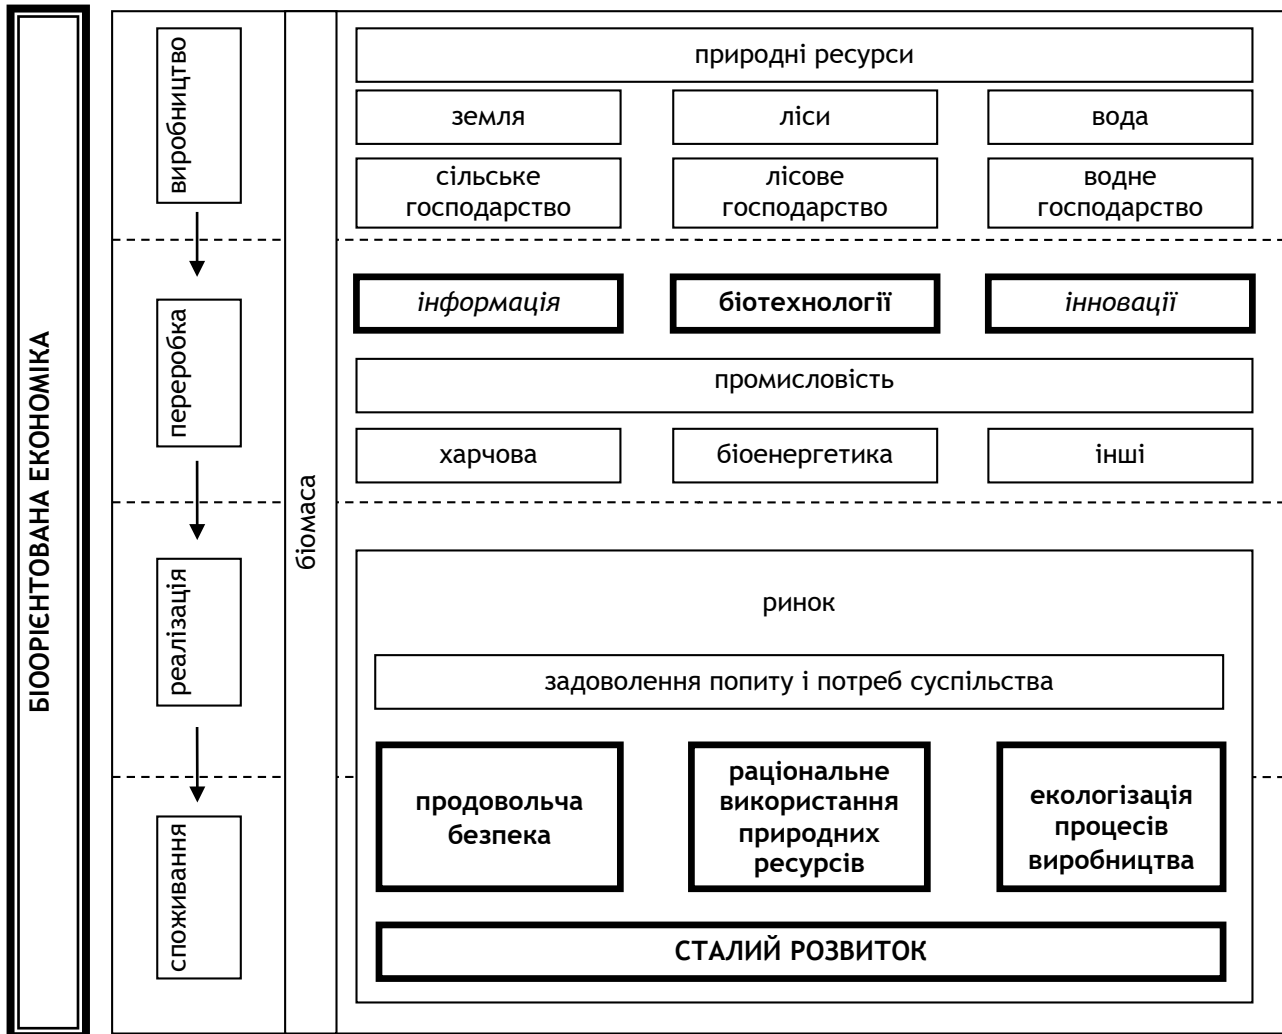 БІООРІЄНТОВАНА ЕКОНОМІКА
виробництво
переробка
реалізація
споживання
біомаса
природні ресурси
земля
ліси
вода
сільське
господарство
лісове
господарство
водне
господарство
інформація
біотехнології
інновації
промисловість
харчова
біоенергетика
інші
ринок
задоволення попиту і потреб суспільства
продовольча
безпека
раціональне
використання
природних
ресурсів
екологізація
процесів
виробництва
СТАЛИЙ РОЗВИТОК